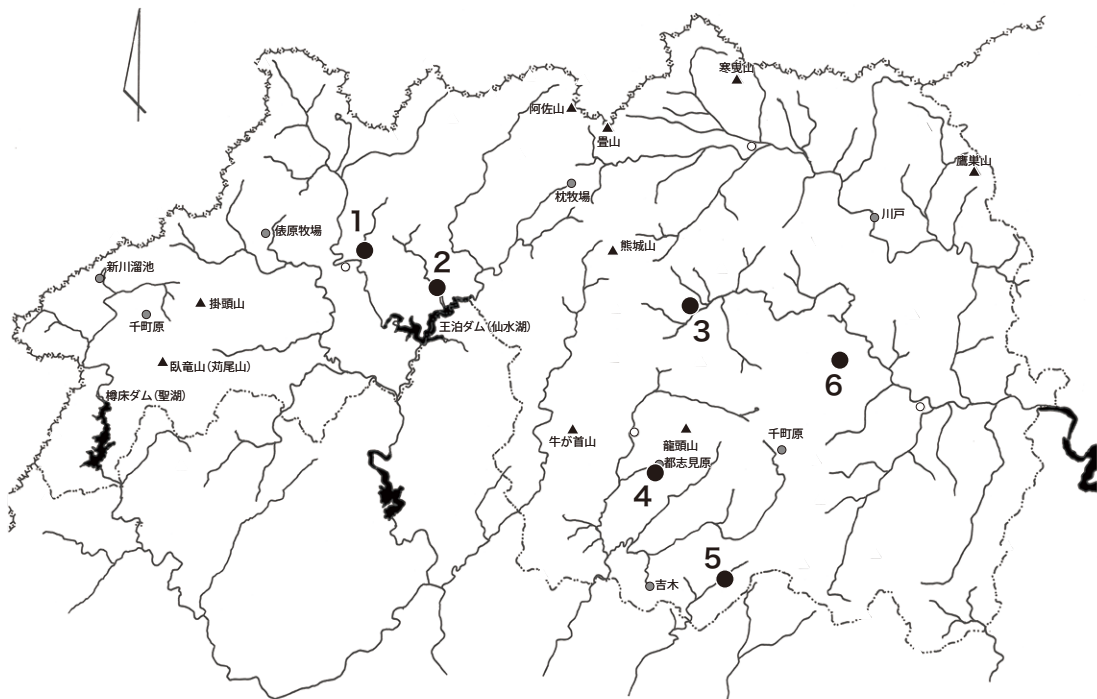 寒曳山
阿佐山
畳山
鷹巣山
枕牧場
川戸
1
俵原牧場
熊城山
2
新川溜池
掛頭山
千町原
王泊ダム（仙水湖）
3
臥竜山（苅尾山）
6
樽床ダム（聖湖）
牛が首山
龍頭山
千町原
都志見原
4
5
吉木